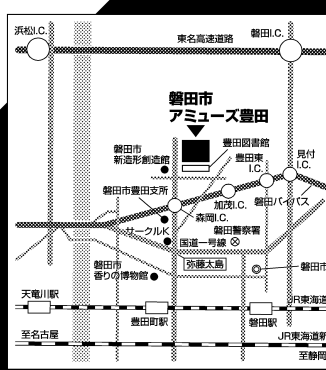 浜松I.C.
東名高速道路
磐田I.C.
磐田市
アミューズ豊田
豊田図書館
磐田市
新造形創造館
豊田東
I.C.
見付
I.C.
磐田市豊田支所
加茂I.C.
磐田バイパス
森岡I.C.
サークルK
磐田警察署
国道一号線
弥藤太島
磐田市
香りの博物館
磐田市
天竜川駅
豊田町駅
磐田駅
JR東海道
至名古屋
JR東海道新
至静岡